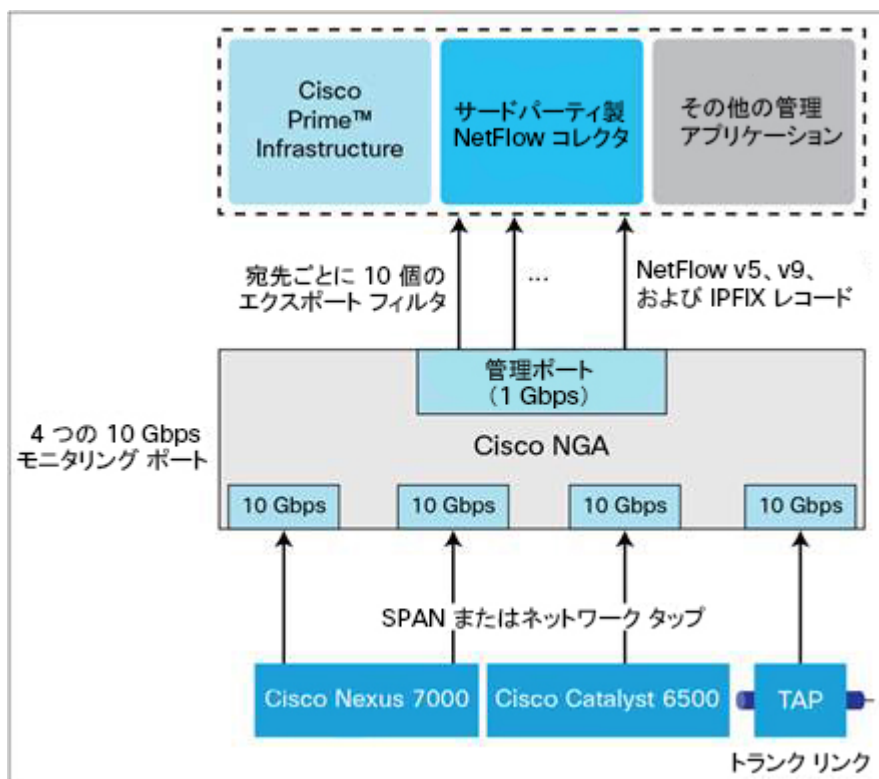 Cisco
Prime™
Infrastructure
サードパーティ製
NetFlow コレクタ
その他の管理
アプリケーション
宛先ごとに 10 個の
エクスポート フィルタ
...
NetFlow v5、v9、
および IPFIX レコード
管理ポート
(1 Gbps)
4 つの 10 Gbps
モニタリング ポート
Cisco NGA
10 Gbps
10 Gbps
10 Gbps
10 Gbps
SPAN またはネットワーク タップ
Cisco Nexus 7000
Cisco Catalyst 6500
TAP
トランク リンク